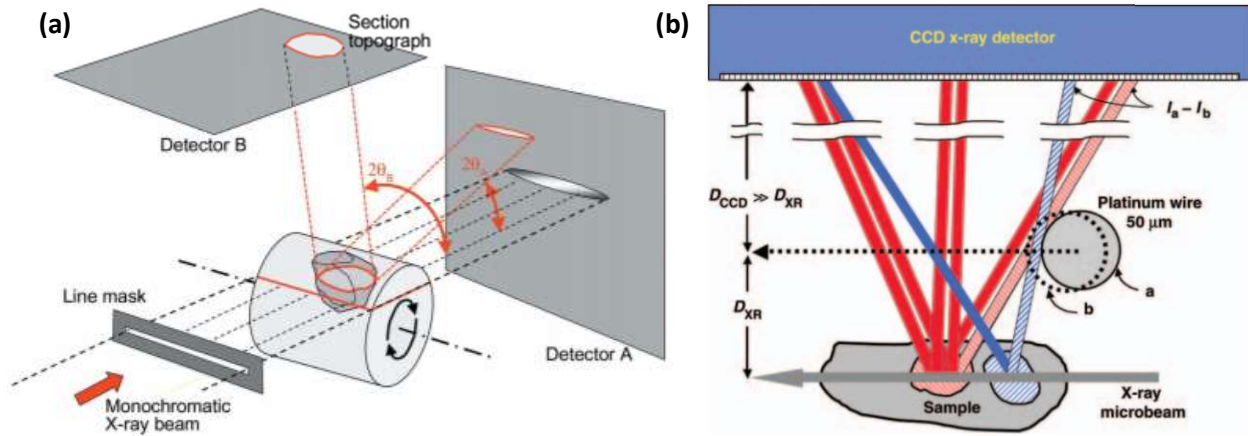 (a)
Section
topograph
Detector B
2θB
2θ
Line mask
Detector A
Monochromatic
X-ray beam
(b)
CCD x-ray detector
Ia – Ib
DCCD ≫ DXR
Platinum wire
50 μm
a
b
DXR
Sample
X-ray
microbeam